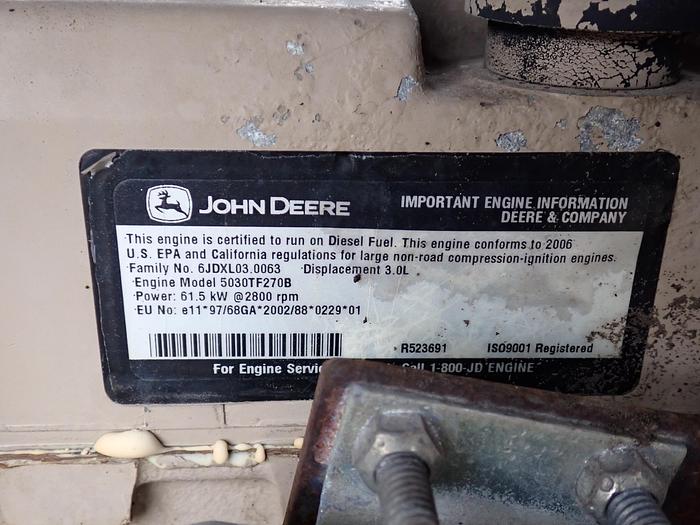 JOHN DEERE
IMPORTANT ENGINE INFORMATION
DEERE & COMPANY
This engine is certified to run on Diesel Fuel. This engine conforms to 2006
U.S. EPA and California regulations for large non-road compression-ignition engines.
Family No. 6JDXL03.0063 Displacement 3.0L
Engine Model 5030TF270B
Power: 61.5 kW @2800 rpm
EU No: e11*97/68GA*2002/88*0229*01
R523691 ISO9001 Registered
For Engine Call 1-800-JD ENGINE